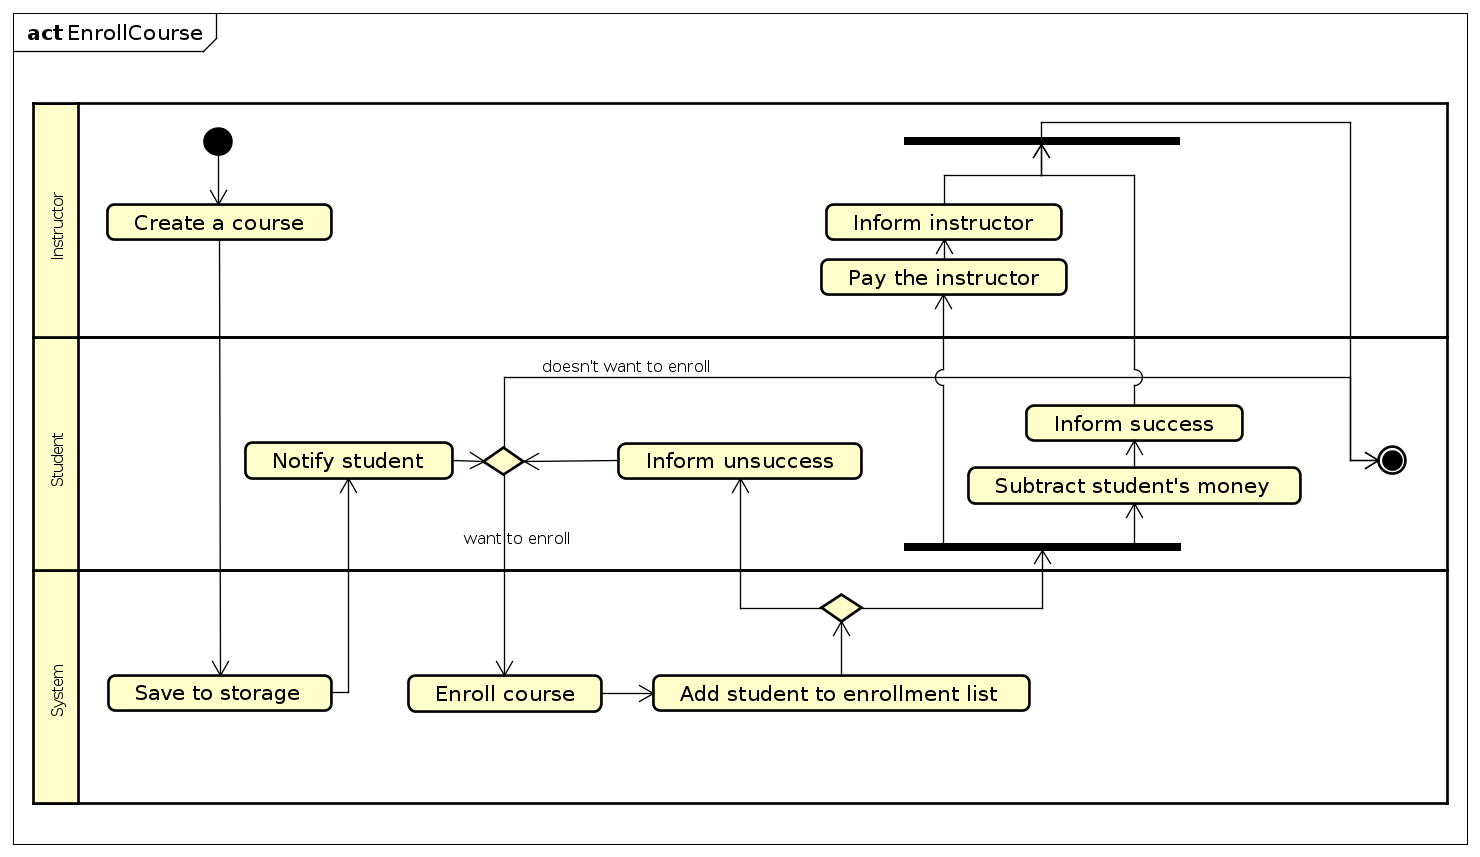 act EnrollCourse
Instructor
Create a course
Inform instructor
Pay the instructor
Student
doesn't want to enroll
Inform success
Notify student
Inform unsuccess
Subtract student's money
want to enroll
System
Save to storage
Enroll course
Add student to enrollment list